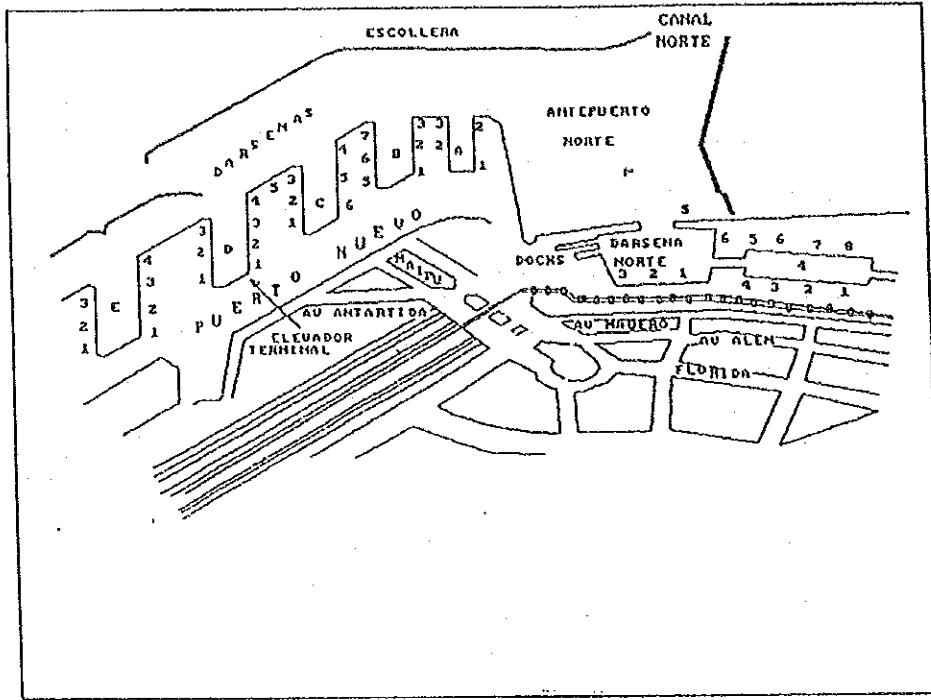 ESCOLLERA
CANAL
NORTE
DARSENAS
ANTEPUERTO
NORTE
3 3 2
7 2 2 A 1
4 6 D 1
5 5
6
3
5 2
4 1 C
3
2
1
3
2 D
1
4
3
2
1
3
2 E
1
PUERTO NUEVO
5
DARSENA
NORTE
DOCKS
3 2 1
6 5 6 7 8
4
4 3 2 1
AV ANTARTIDA
ELEVADOR
TERMINAL
AV MADERO
AV ALEM
FLORIDA